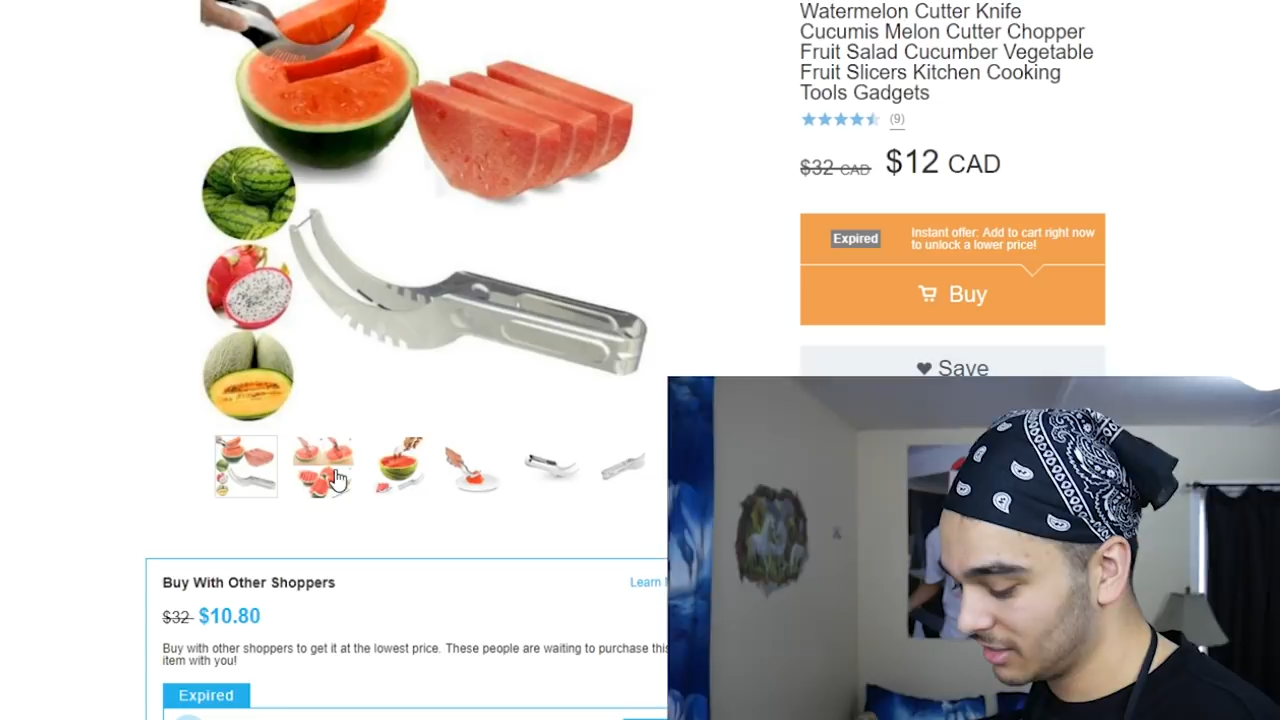 Watermelon Cutter Knife
Cucumis Melon Cutter Chopper
Fruit Salad Cucumber Vegetable
Fruit Slicers Kitchen Cooking
Tools Gadgets
(9)
$32 CAD $12 CAD
Expired
Instant offer: Add to cart right now
to unlock a lower price!
Buy
Save
Buy With Other Shoppers
Learn
$32 $10.80
Buy with other shoppers to get it at the lowest price. These people are waiting to purchase this
item with you!
Expired